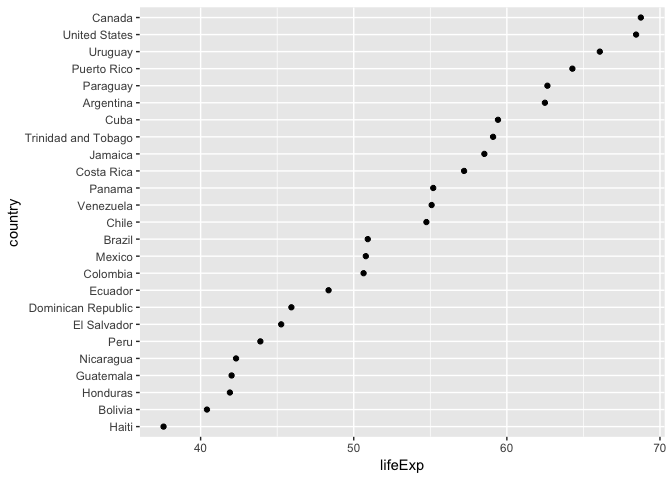 Canada
United States
Uruguay
Puerto Rico
Paraguay
Argentina
Cuba
Trinidad and Tobago
Jamaica
Costa Rica
Panama
Venezuela
Chile
Brazil
Mexico
Colombia
Ecuador
Dominican Republic
El Salvador
Peru
Nicaragua
Guatemala
Honduras
Bolivia
Haiti
country
40 50 60 70
lifeExp